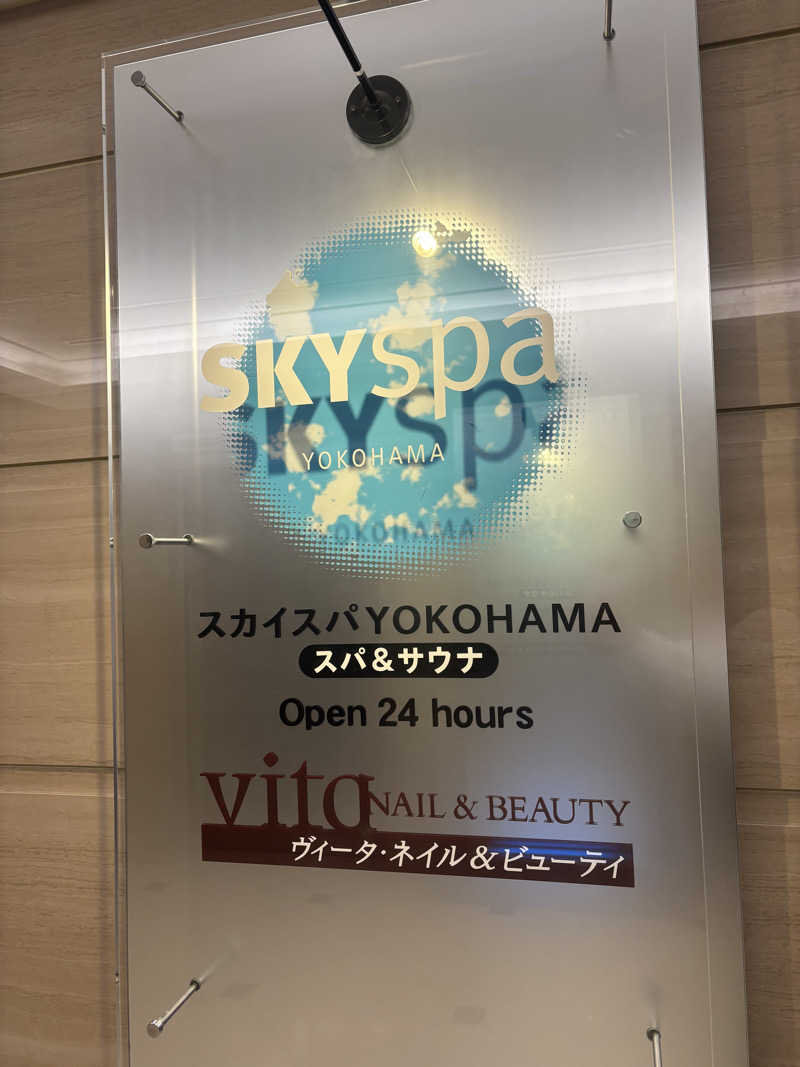 SKYspa
YOKOHAMA
スカイスパYOKOHAMA
スパ&サウナ
Open 24 hours
vita NAIL & BEAUTY
ヴィータ・ネイル&ビューティ